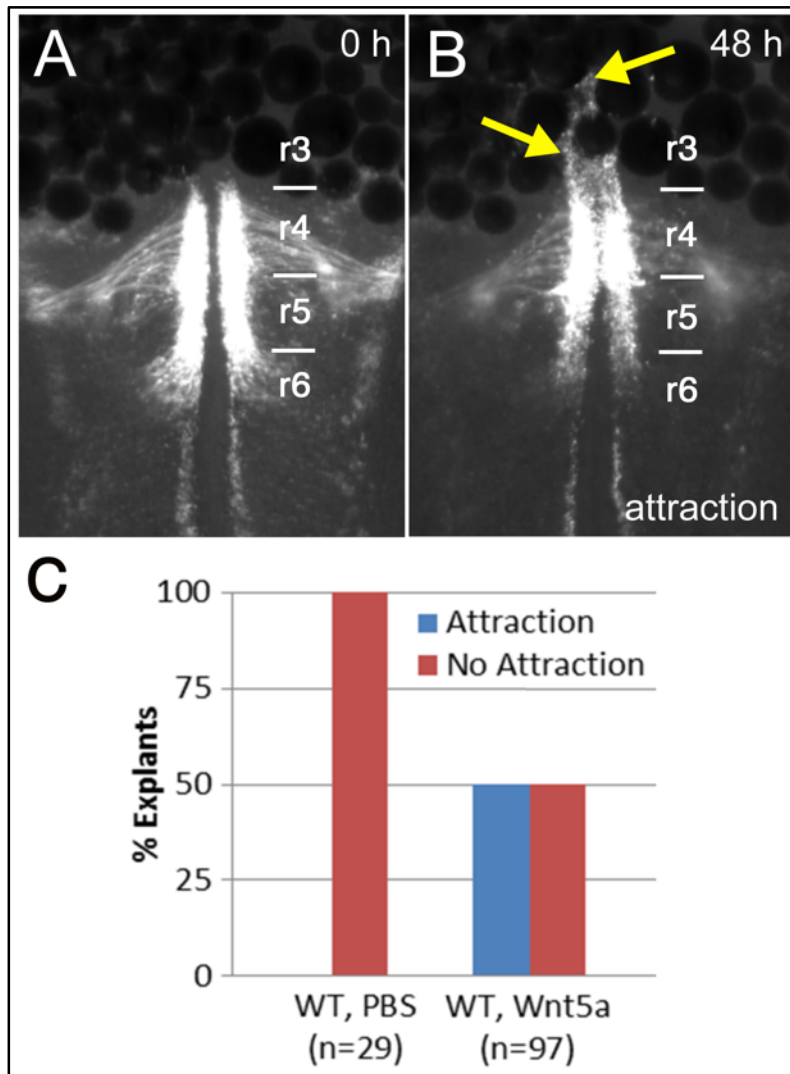 A
0 h
r3
r4
r5
r6
B
48 h
r3
r4
r5
r6
attraction
C
100
75
50
25
0
% Explants
Attraction
No Attraction
WT, PBS
(n=29)
WT, Wnt5a
(n=97)